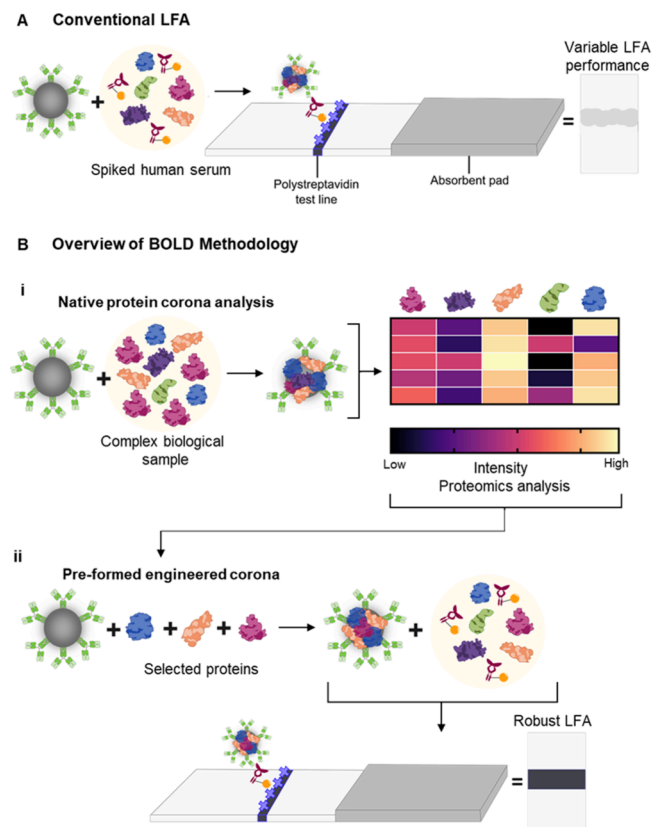 A Conventional LFA
Variable LFA
performance
+
=
Spiked human serum
Polystreptavidin
test line
Absorbent pad
B Overview of BOLD Methodology
i
Native protein corona analysis
+
Complex biological
sample
Low
High
Intensity
Proteomics analysis
ii
Pre-formed engineered corona
+ + + +
Selected proteins
Robust LFA
=